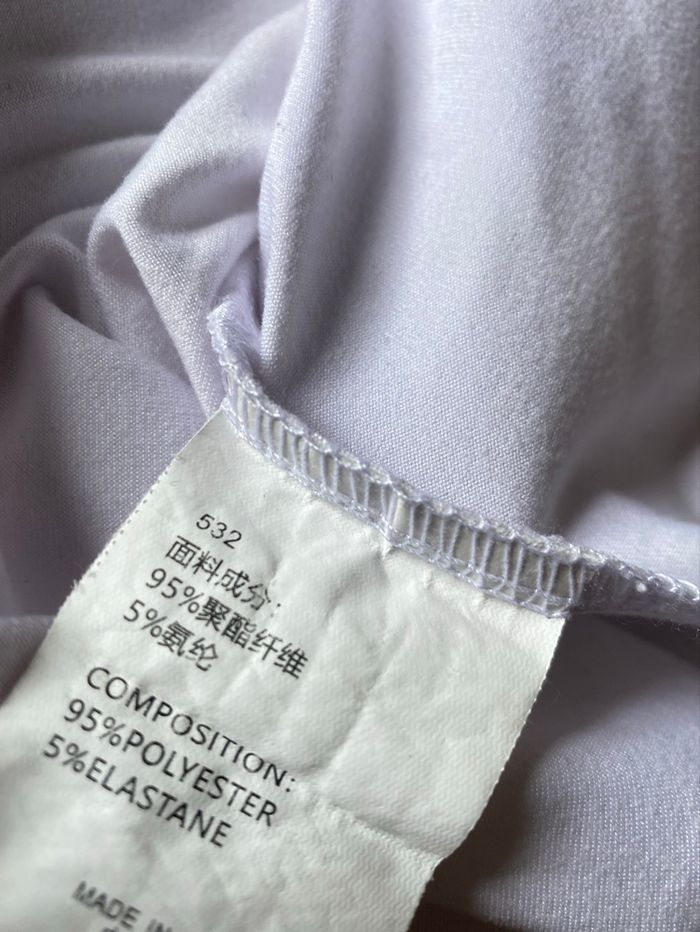 532
面料成分:
95%聚酯纤维
5%氨纶
COMPOSITION:
95%POLYESTER
5%ELASTANE
MADE IN